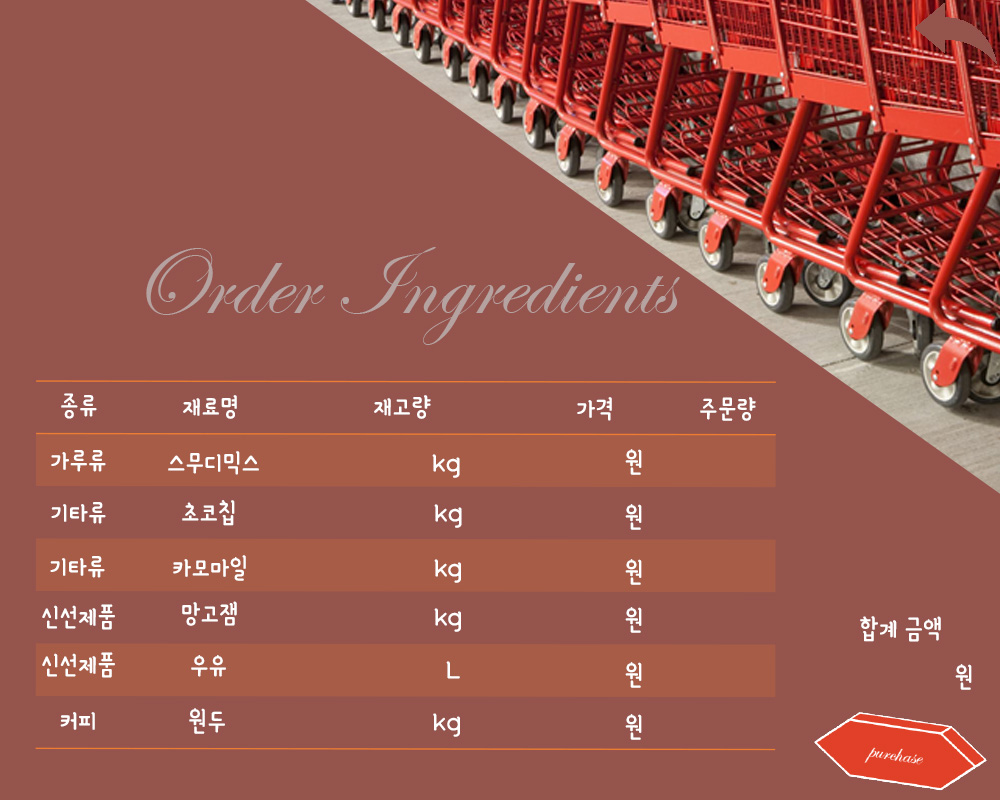 Order Ingredients
종류 재료명 재고량 가격 주문량
가루류 스무디믹스 kg 원
기타류 초코칩 kg 원
기타류 카모마일 kg 원
신선제품 망고잼 kg 원
신선제품 우유 L 원
커피 원두 kg 원
합계 금액
원
purchase